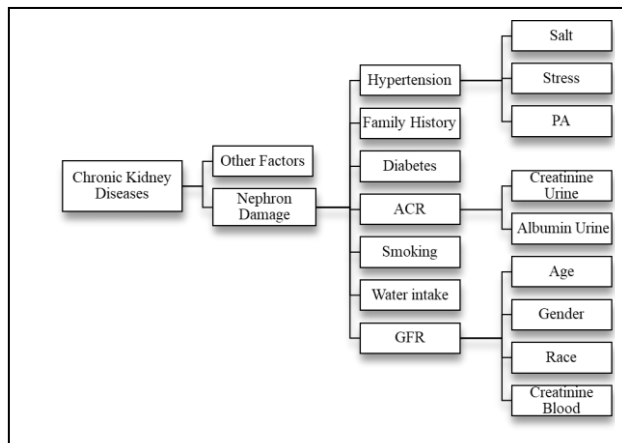 Chronic Kidney
Diseases
Other Factors
Nephron
Damage
Hypertension
Family History
Diabetes
ACR
Smoking
Water intake
GFR
Salt
Stress
PA
Creatinine
Urine
Albumin Urine
Age
Gender
Race
Creatinine
Blood